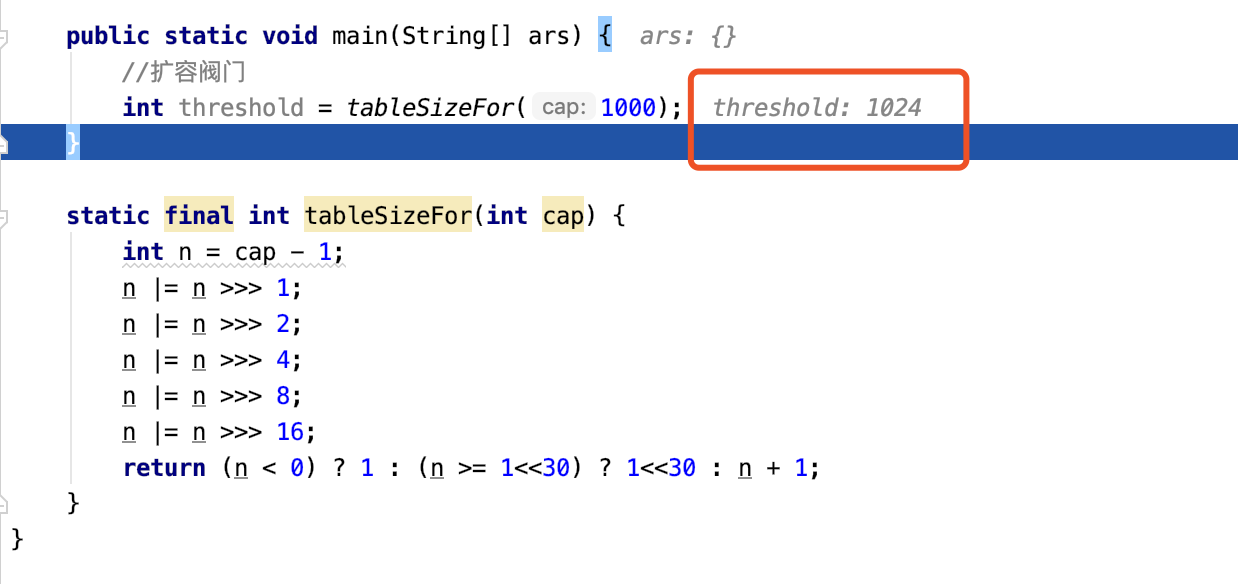 public static void main(String[] ars) {  ars: {}
//扩容阀门
int threshold = tableSizeFor( cap: 1000);  threshold: 1024
}
static final int tableSizeFor(int cap) {
int n = cap - 1;
n |= n >>> 1;
n |= n >>> 2;
n |= n >>> 4;
n |= n >>> 8;
n |= n >>> 16;
return (n < 0) ? 1 : (n >= 1<<30) ? 1<<30 : n + 1;
}
}